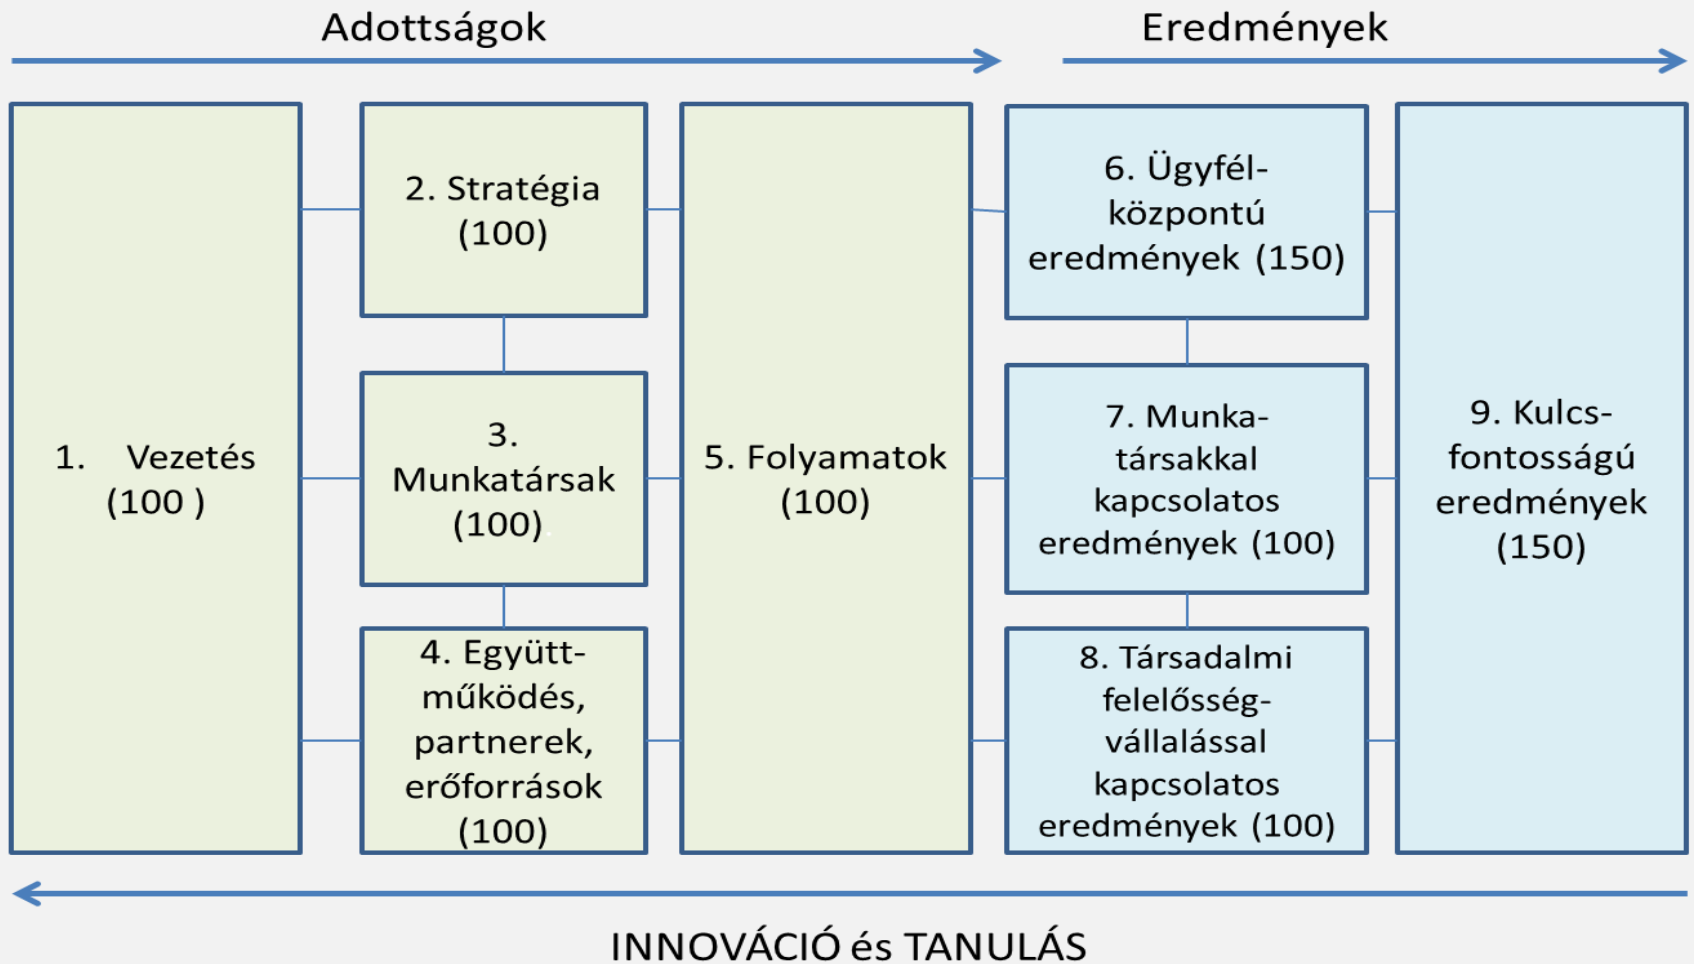 Adottságok
Eredmények
1. Vezetés
(100 )
2. Stratégia
(100)
3.
Munkatársak
(100).
4. Együtt-
működés,
partnerek,
erőforrások
(100)
5. Folyamatok
(100)
6. Ügyfél-
központú
eredmények (150)
7. Munka-
társakkal
kapcsolatos
eredmények (100)
8. Társadalmi
felelősség-
vállalással
kapcsolatos
eredmények (100)
9. Kulcs-
fontosságú
eredmények
(150)
INNOVÁCIÓ és TANULÁS